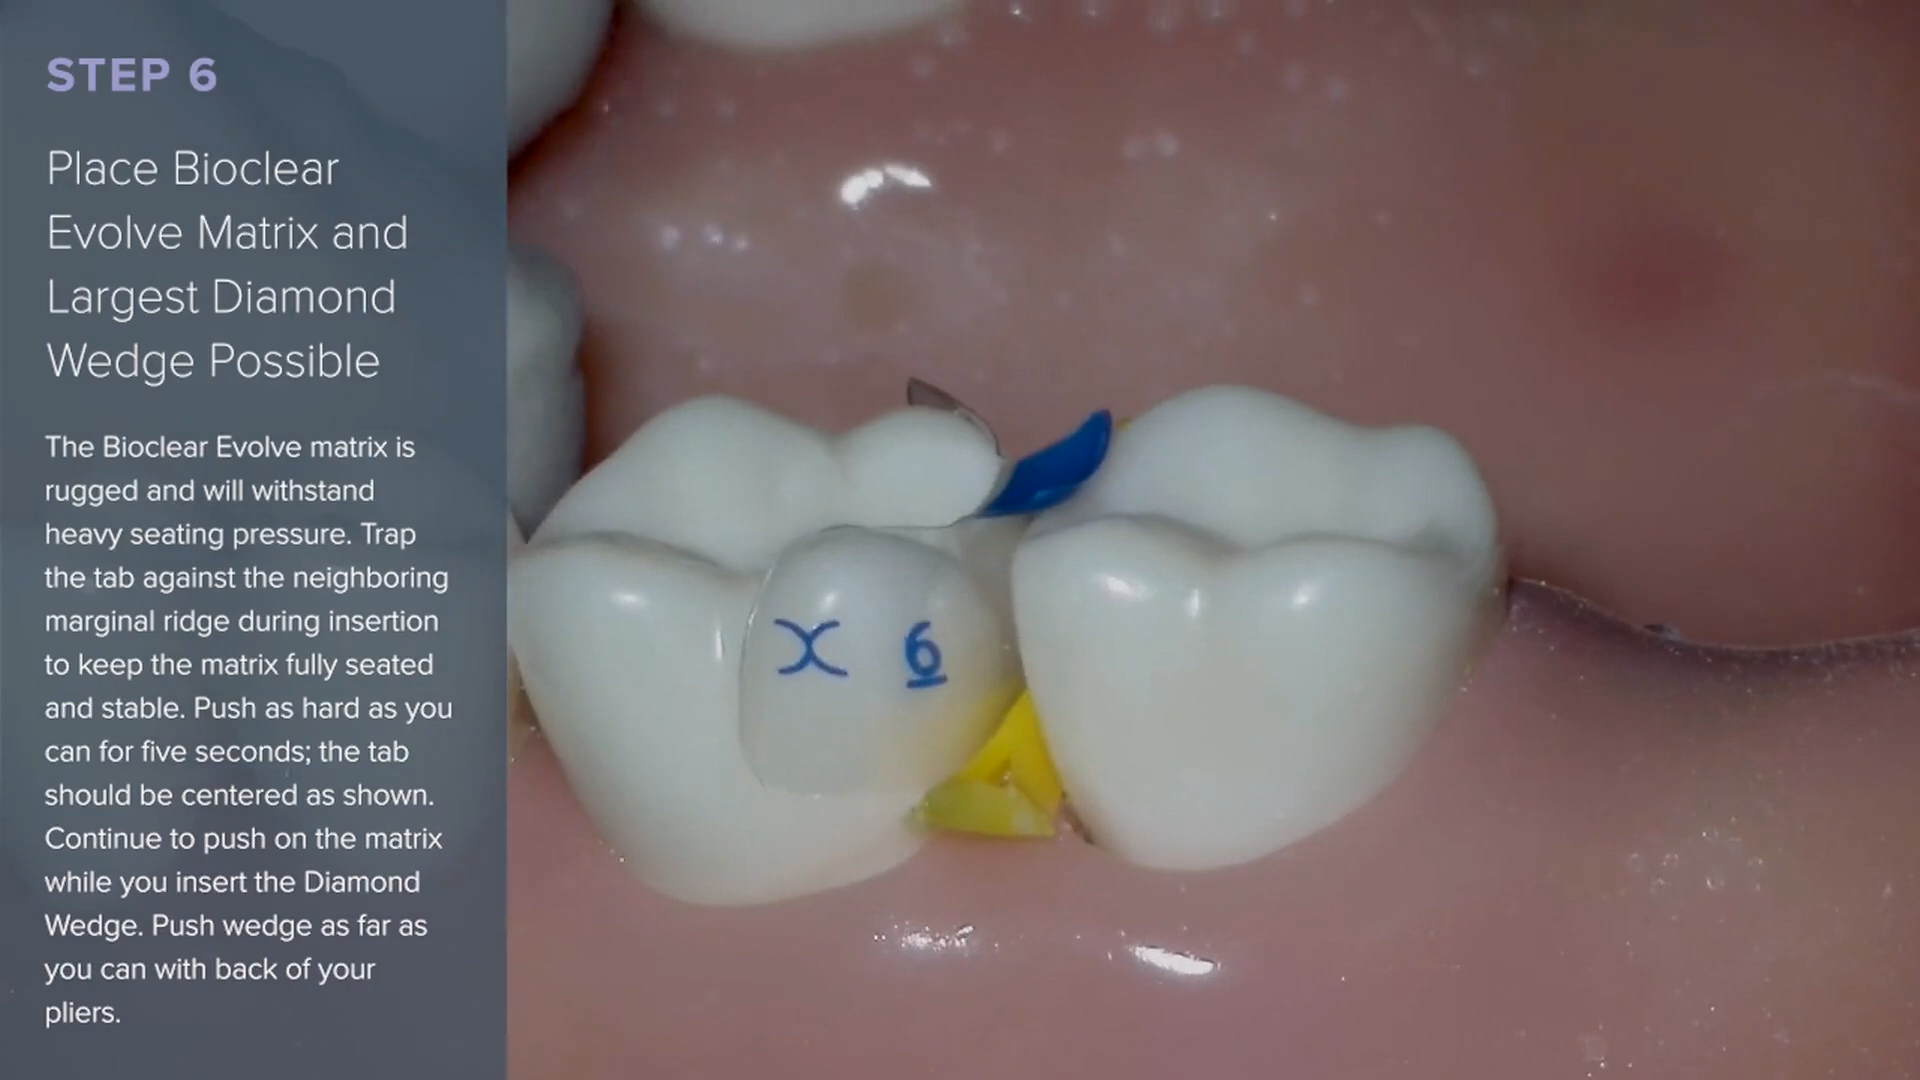 STEP 6
Place Bioclear
Evolve Matrix and
Largest Diamond
Wedge Possible
The Bioclear Evolve matrix is
rugged and will withstand
heavy seating pressure. Trap
the tab against the neighboring
marginal ridge during insertion
to keep the matrix fully seated
and stable. Push as hard as you
can for five seconds; the tab
should be centered as shown.
Continue to push on the matrix
while you insert the Diamond
Wedge. Push wedge as far as
you can with back of your
pliers.
X 6